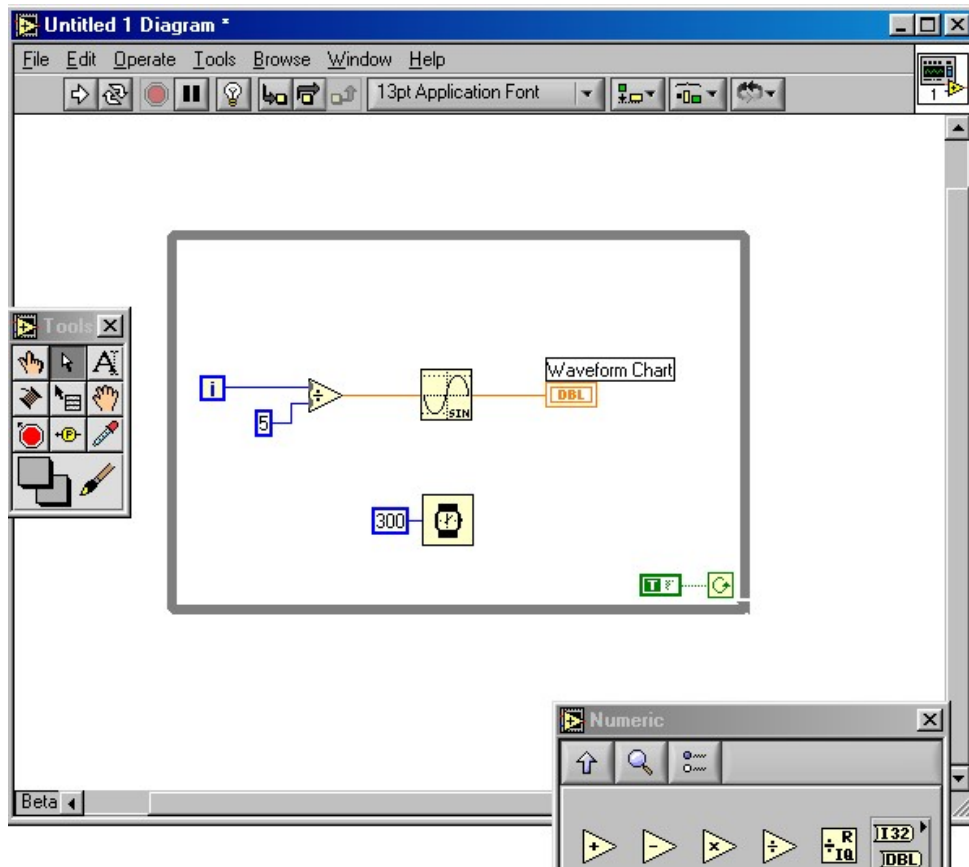 Untitled 1 Diagram *
File Edit Operate Tools Browse Window Help
13pt Application Font
1
Tools
Waveform Chart
i
DBL
5
SIN
300
T
Numeric
Beta
R
IQ
I32
DBL